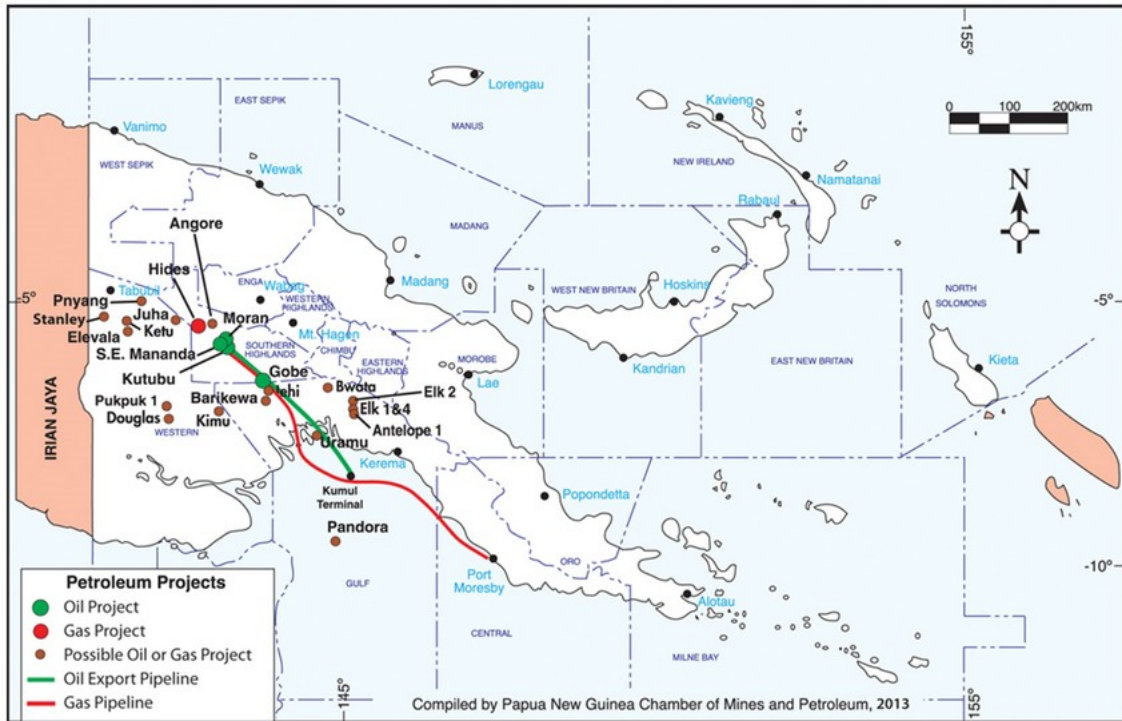 155°
Lorengau
Kavieng
0 100 200km
EAST SEPIK
MANUS
Vanimo
WEST SEPIK
NEW IRELAND
Wewak
Namatanai
Rabaul
N
Angore
MADANG
Hides
ENGA
Wabag
Madang
Tabubil
WESTERN HIGHLANDS
WEST NEW BRITAIN
Hoskins
NORTH SOLOMONS
-5°
-5°
Pnyang
Stanley
Juha
Ketu
Moran
Mt. Hagen
Elevala
S.E. Mananda
SOUTHERN HIGHLANDS
CHIMBU
EASTERN HIGHLANDS
MOROBE
EAST NEW BRITAIN
Kandrian
Kieta
Kutubu
Gobe
Lae
Iehi
Bwata
Elk 2
Pukpuk 1
Barikewa
Elk 1&4
Douglas
Kimu
Antelope 1
WESTERN
Uramu
IRIAN JAYA
Kerema
Kumul
Terminal
Popondetta
Pandora
ORO
Port
Moresby
-10°
GULF
Alotau
CENTRAL
MILNE BAY
Petroleum Projects
Oil Project
Gas Project
Possible Oil or Gas Project
Oil Export Pipeline
Gas Pipeline
145°
155°
Compiled by Papua New Guinea Chamber of Mines and Petroleum, 2013